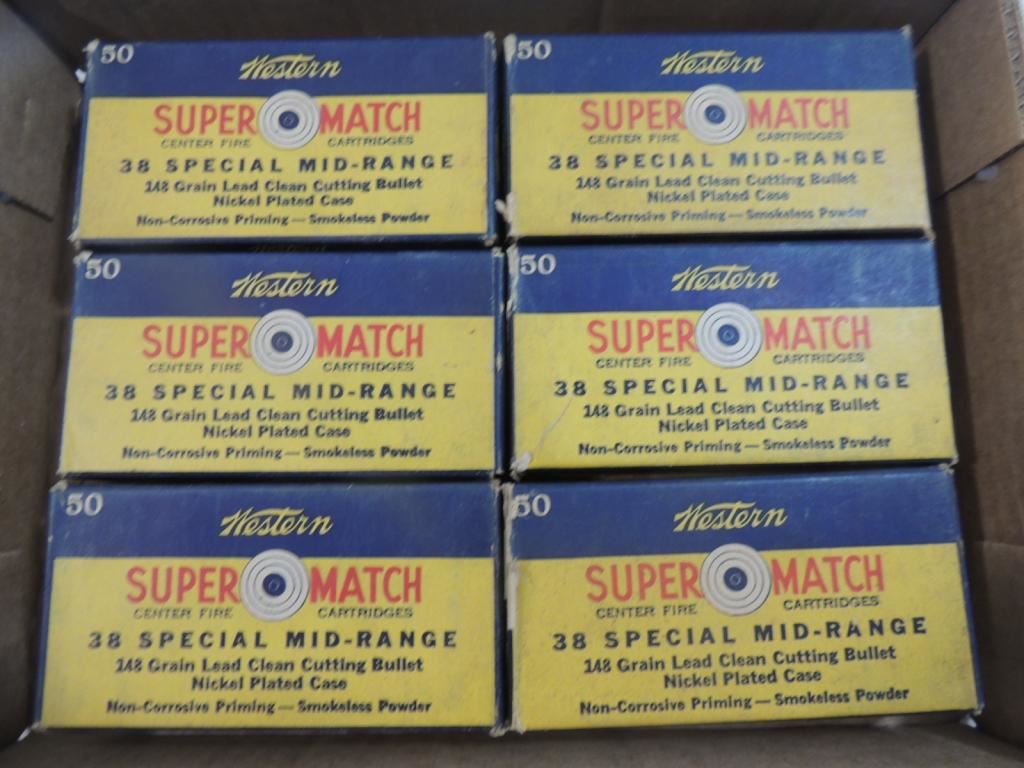 50
Western
SUPER MATCH
CENTER FIRE CARTRIDGES
38 SPECIAL MID-RANGE
148 Grain Lead Clean Cutting Bullet
Nickel Plated Case
Non-Corrosive Priming — Smokeless Powder
50
Western
SUPER MATCH
CENTER FIRE CARTRIDGES
38 SPECIAL MID-RANGE
148 Grain Lead Clean Cutting Bullet
Nickel Plated Case
Non-Corrosive Priming — Smokeless Powder
50
Western
SUPER MATCH
CENTER FIRE CARTRIDGES
38 SPECIAL MID-RANGE
148 Grain Lead Clean Cutting Bullet
Nickel Plated Case
Non-Corrosive Priming — Smokeless Powder
50
Western
SUPER MATCH
CENTER FIRE CARTRIDGES
38 SPECIAL MID-RANGE
148 Grain Lead Clean Cutting Bullet
Nickel Plated Case
Non-Corrosive Priming — Smokeless Powder
50
Western
SUPER MATCH
CENTER FIRE CARTRIDGES
38 SPECIAL MID-RANGE
148 Grain Lead Clean Cutting Bullet
Nickel Plated Case
Non-Corrosive Priming — Smokeless Powder
50
Western
SUPER MATCH
CENTER FIRE CARTRIDGES
38 SPECIAL MID-RANGE
148 Grain Lead Clean Cutting Bullet
Nickel Plated Case
Non-Corrosive Priming — Smokeless Powder